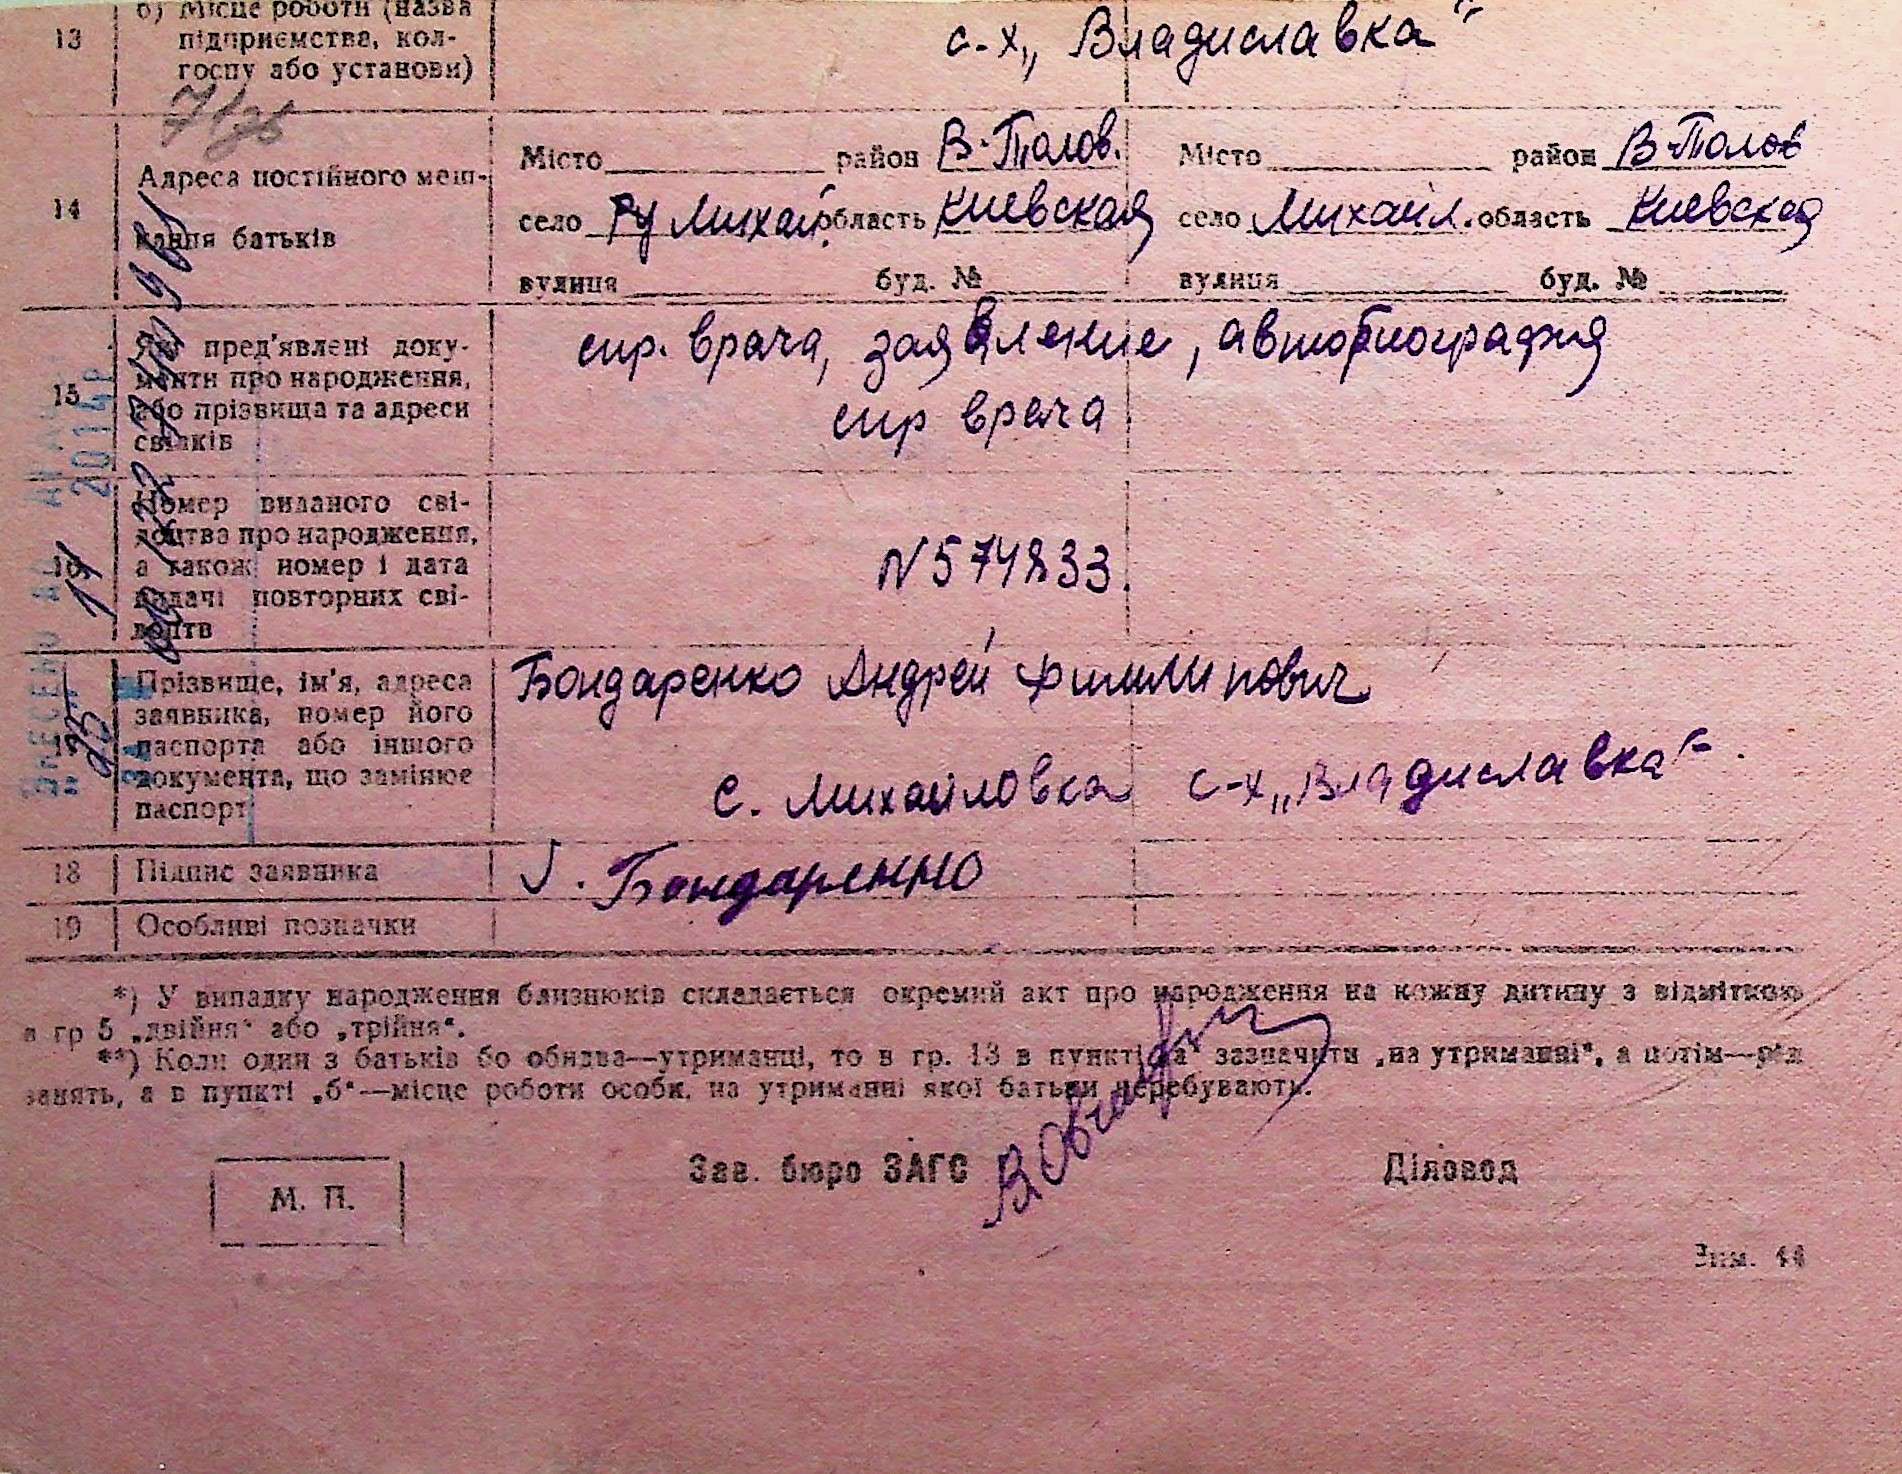 13 б) Місце роботи (назва
підприємства, кол-
госпу або установи)
с-х „Владиславка“
14 Адреса постійного меш-
кання батьків
Місто район В-Полов. Місто район В-Полов
село Михайл. область Киевская село Михайл. область Киевская
вулиця буд. № вулиця буд. №
15 Які пред'явлені доку-
менти про народження,
або прізвища та адреси
свідків
спр. врача, заявление, автобиография
спр врача
2014
16 Номер виданого сві-
доцтва про народження,
а також номер і дата
видачі повторних сві-
доцтв
N 574833.
17 Прізвище, ім'я, адреса
заявника, номер його
паспорта або іншого
документа, що замінює
паспорт
Бондаренко Андрей Филиппович
с. Михайловка с-х „Владиславка“
18 Підпис заявника Бондаренко
19 Особливі позначки
*) У випадку народження близнюків складається окремий акт про народження на кожну дитину з відміткою
в гр 5 „двійня“ або „трійня“.
**) Коли один з батьків бо обидва—утриманці, то в гр. 13 в пункті „а“ зазначити „на утриманні“, а потім—рід
занять, а в пункті „б“—місце роботи особи, на утриманні якої батьки перебувають.
Зав. бюро ЗАГС Діловод
М. П.